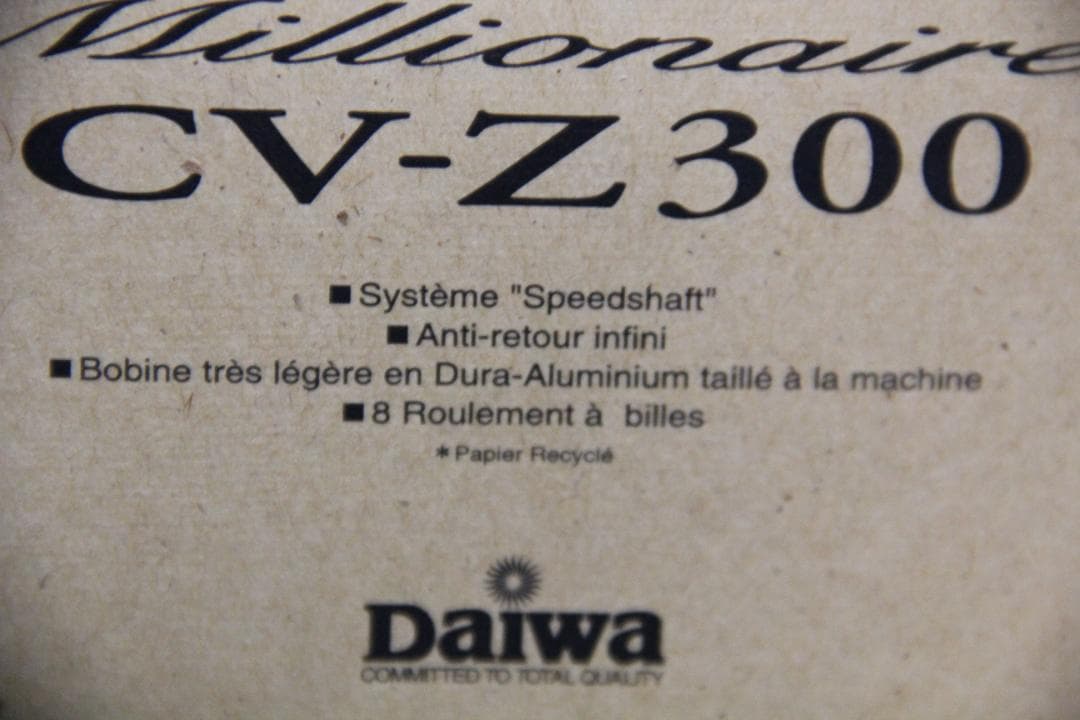 Millionaire
CV-Z300
■ Système "Speedshaft"
■ Anti-retour infini
■ Bobine très légère en Dura-Aluminium taillé à la machine
■ 8 Roulement à billes
* Papier Recyclé
Daiwa
COMMITTED TO TOTAL QUALITY